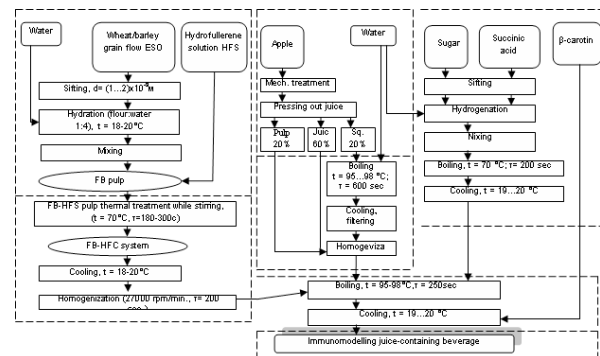 Water
Wheat/barley
grain flow ESO
Hydrofullerene
solution HFS
Sifting, d= (1…2)x10⁻⁶м
Hydration (flour:water
1:4), t = 18-20°C
Mixing
FB pulp
FB-HFS pulp thermal treatment while stirring,
(t = 70°C, τ=180-300c)
FB-HFC system
Cooling, t = 18-20°C
Homogenization (27000 rpm/min., τ= 200
Apple
Water
Mech. treatment
Pressing out juice
Pulp
20%
Juic
60%
Sq.
20%
Boiling
t = 95…98 °C;
τ = 600 sec
Cooling,
filtering
Homogeviza
Sugar
Succinic
acid
β-carotin
Sifting
Hydrogenation
Nixing
Boiling, t = 70 °C; τ= 200 sec
Cooling, t = 19…20 °C
Boiling, t = 95-98°C, τ = 250sec
Cooling, t = 19…20 °C
Immunomodelling juice-containing beverage